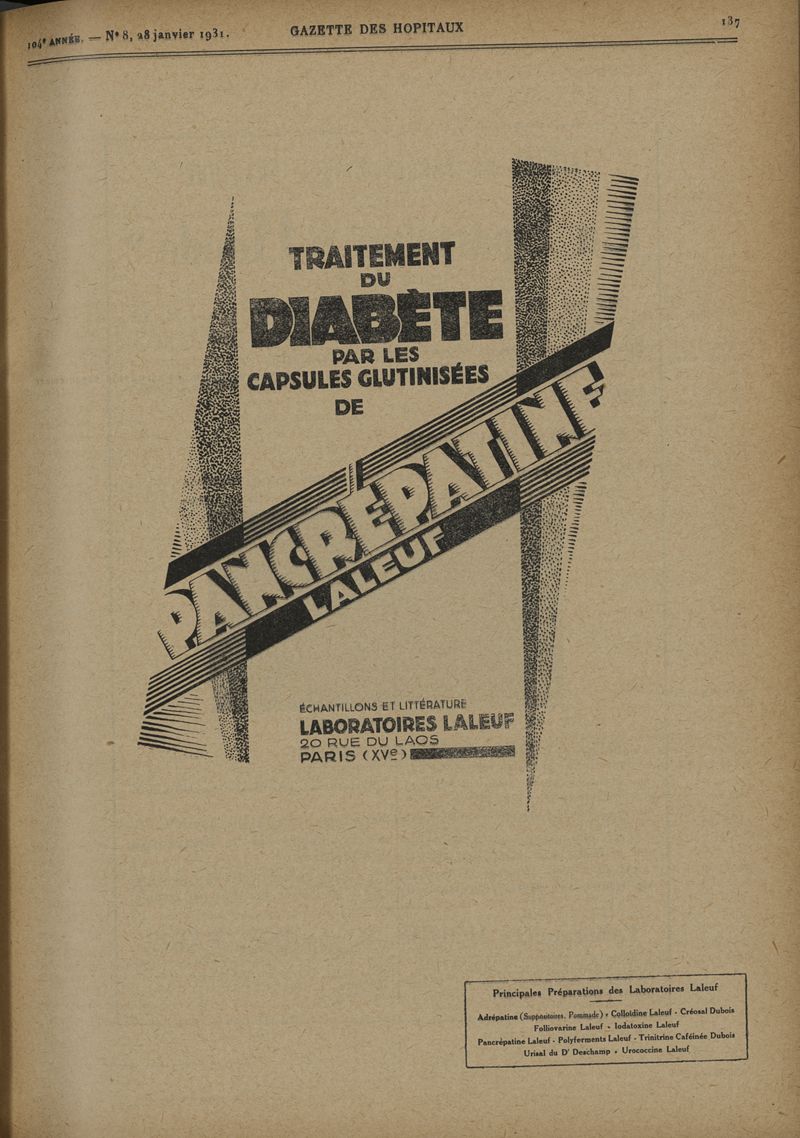 104ᵉ ANNÉE. — N° 8, 28 janvier 1931.
GAZETTE DES HOPITAUX
137
TRAITEMENT
DU
DIABÈTE
PAR LES
CAPSULES GLUTINISÉES
DE
PANCRÉPATINE
LALEUF
ÉCHANTILLONS ET LITTÉRATURE
LABORATOIRES LALEUF
20 RUE DU LAOS
PARIS (XVᵉ)
Principales Préparations des Laboratoires Laleuf
Adrépatine (Suppositoires, Pommade) - Colloïdine Laleuf - Créosal Dubois
Folliovarine Laleuf - Iodatoxine Laleuf
Pancrépatine Laleuf - Polyferments Laleuf - Trinitrine Caféinée Dubois
Urisal du Dʳ Deschamp - Urococcine Laleuf